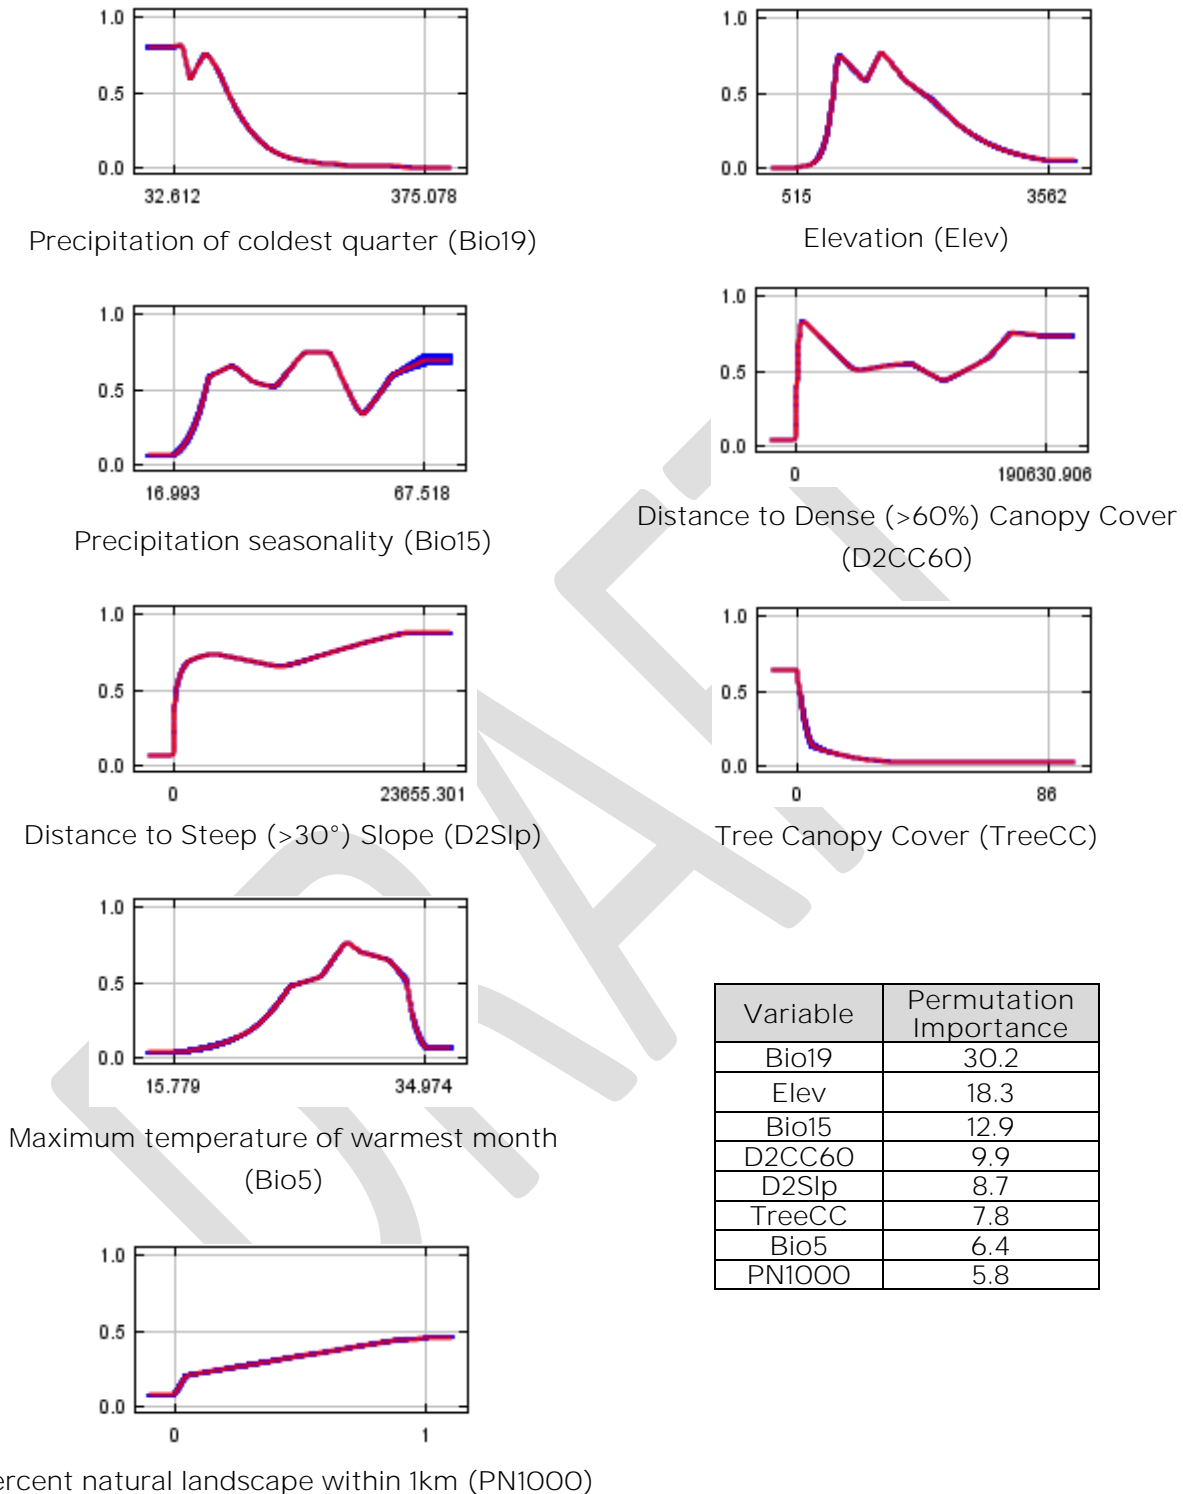 1.0
0.5
0.0
32.612 375.078
Precipitation of coldest quarter (Bio19)
1.0
0.5
0.0
515 3562
Elevation (Elev)
1.0
0.5
0.0
16.993 67.518
Precipitation seasonality (Bio15)
1.0
0.5
0.0
0 190630.906
Distance to Dense (>60%) Canopy Cover
(D2CC60)
1.0
0.5
0.0
0 23655.301
Distance to Steep (>30°) Slope (D2Slp)
1.0
0.5
0.0
0 86
Tree Canopy Cover (TreeCC)
1.0
0.5
0.0
15.779 34.974
Maximum temperature of warmest month
(Bio5)
Variable Permutation
Importance
Bio19 30.2
Elev 18.3
Bio15 12.9
D2CC60 9.9
D2Slp 8.7
TreeCC 7.8
Bio5 6.4
PN1000 5.8
1.0
0.5
0.0
0 1
ercent natural landscape within 1km (PN1000)
DRAFT